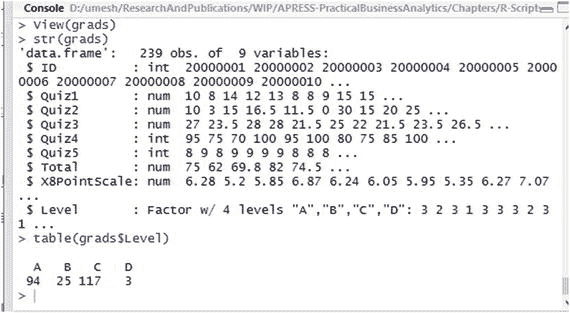 Console D:/umesh/ResearchAndPublications/WIP/APRESS-PracticalBusinessAnalytics/Chapters/R-Scripts
> View(grads)
> str(grads)
'data.frame':   239 obs. of  9 variables:
 $ ID          : int  20000001 20000002 20000003 20000004 20000005 2000
0006 20000007 20000008 20000009 20000010 ...
 $ Quiz1       : num  10 8 14 12 13 8 8 9 15 15 ...
 $ Quiz2       : num  10 3 15 16.5 11.5 0 30 15 20 25 ...
 $ Quiz3       : num  27 23.5 28 28 21.5 25 22 21.5 23.5 26.5 ...
 $ Quiz4       : int  95 75 70 100 95 100 80 75 85 100 ...
 $ Quiz5       : int  8 9 8 9 9 9 9 8 8 8 ...
 $ Total       : num  75 62 69.8 82 74.5 ...
 $ X8PointScale: num  6.28 5.2 5.85 6.87 6.24 6.05 5.95 5.35 6.27 7.07
...
 $ Level       : Factor w/ 4 levels "A","B","C","D": 3 2 3 1 3 3 3 2 3
1 ...
> table(grads$Level)
  A   B   C   D
 94  25 117   3
>